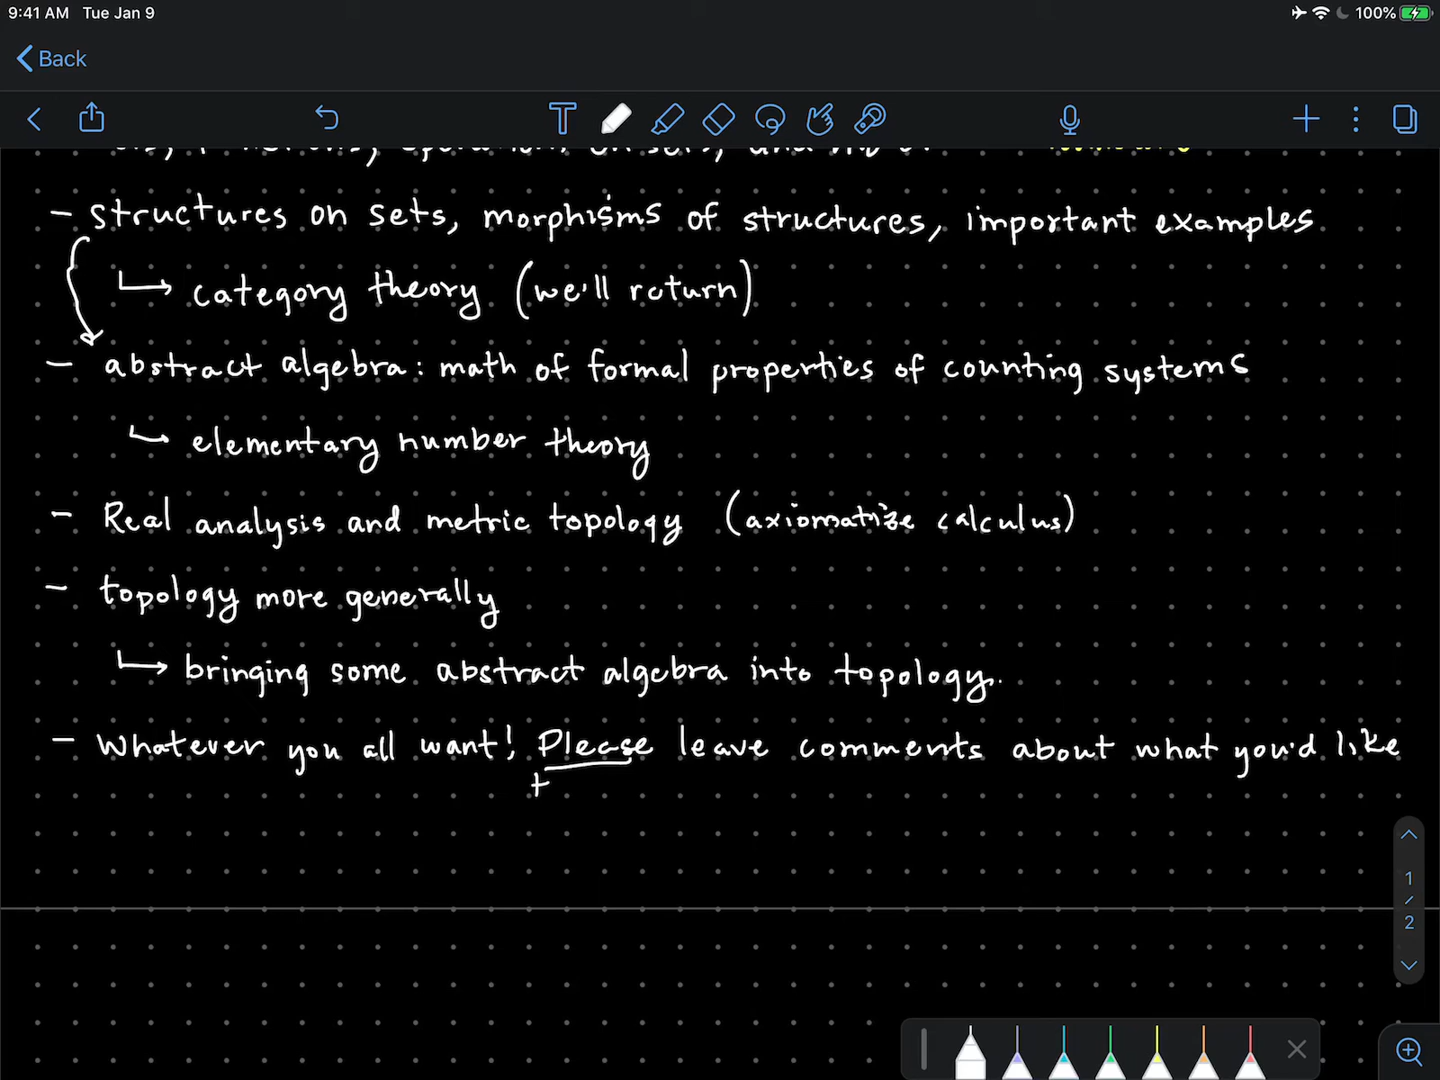 9:41 AM Tue Jan 9
100%
Back
- structures on sets, morphisms of structures, important examples
↳ category theory (we'll return)
- abstract algebra: math of formal properties of counting systems
↳ elementary number theory
- Real analysis and metric topology (axiomatize calculus)
- topology more generally
↳ bringing some abstract algebra into topology.
- Whatever you all want! Please leave comments about what you'd like
t
1
/
2